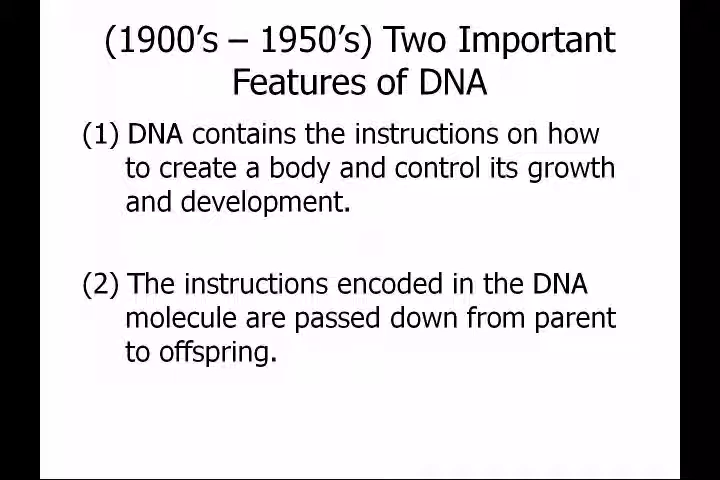 (1900’s – 1950’s) Two Important
Features of DNA
(1) DNA contains the instructions on how
to create a body and control its growth
and development.
(2) The instructions encoded in the DNA
molecule are passed down from parent
to offspring.